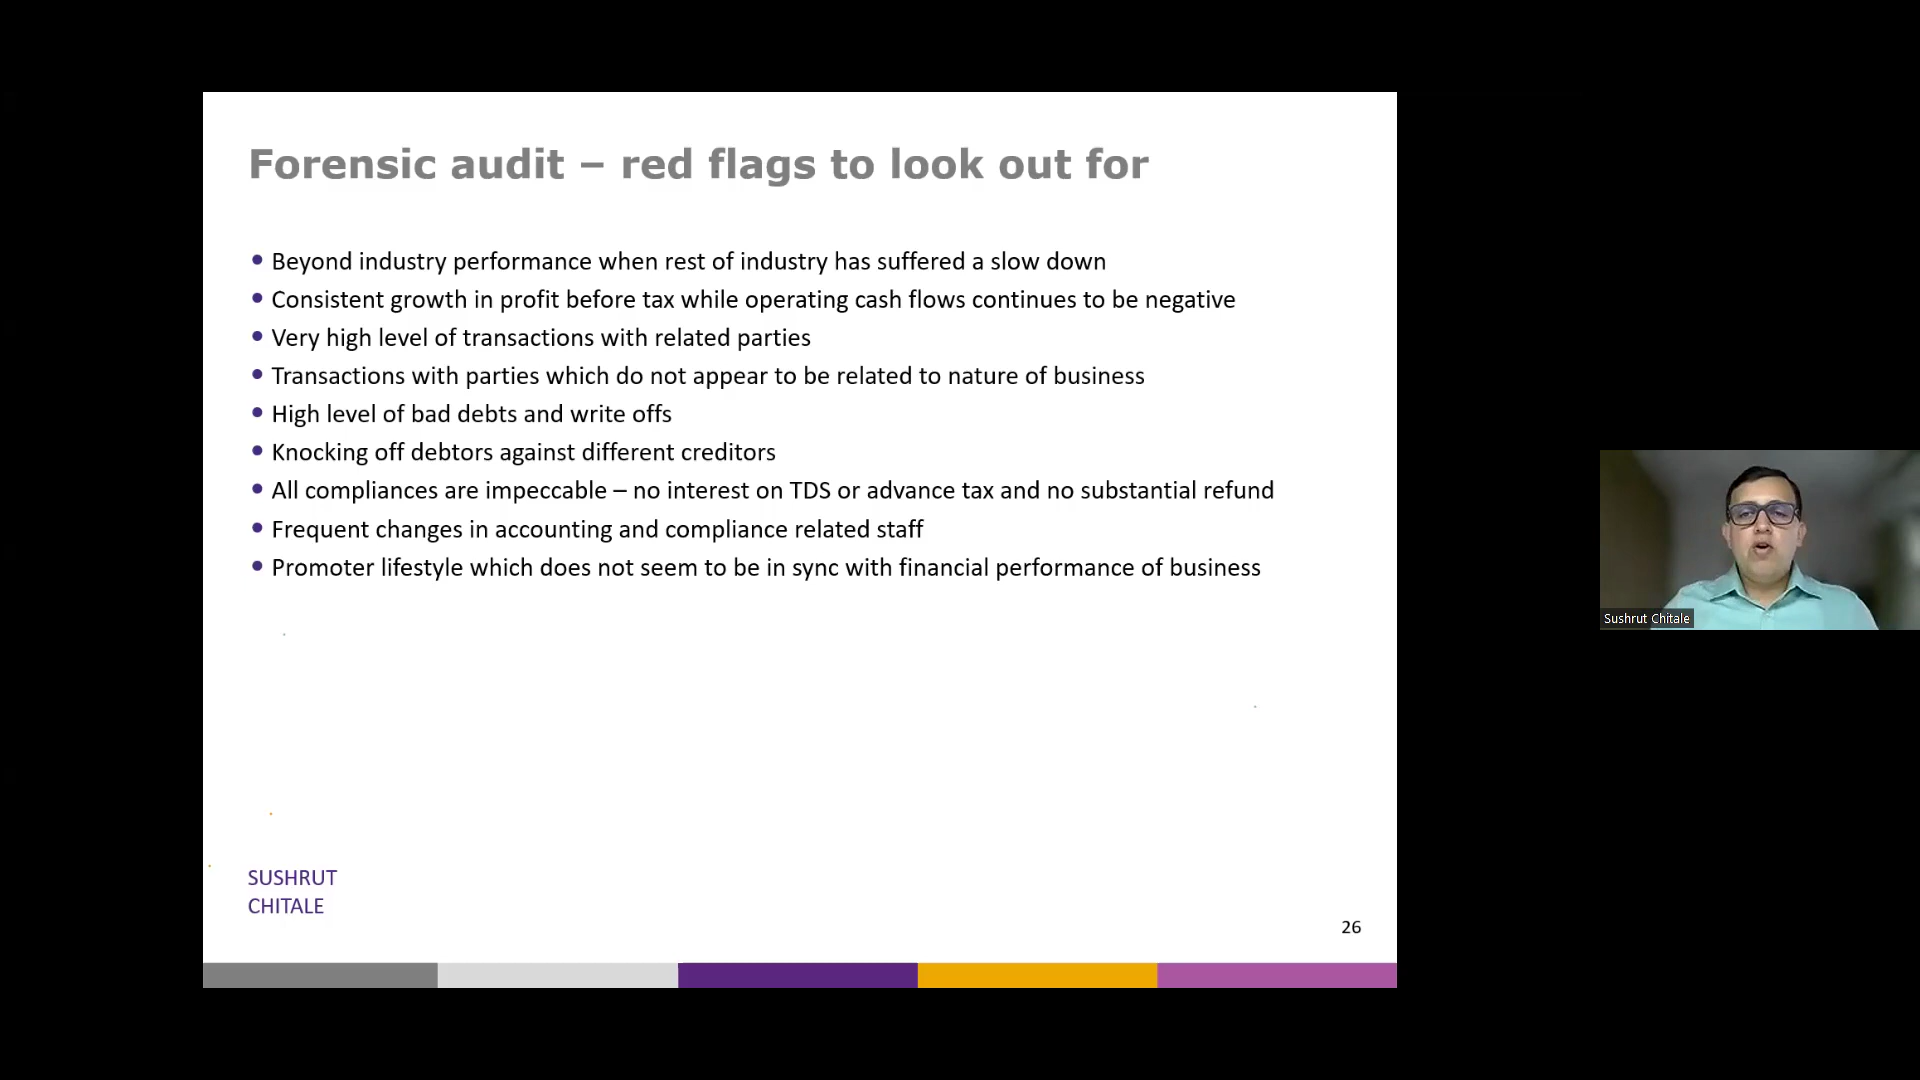 Forensic audit – red flags to look out for
• Beyond industry performance when rest of industry has suffered a slow down
• Consistent growth in profit before tax while operating cash flows continues to be negative
• Very high level of transactions with related parties
• Transactions with parties which do not appear to be related to nature of business
• High level of bad debts and write offs
• Knocking off debtors against different creditors
• All compliances are impeccable – no interest on TDS or advance tax and no substantial refund
• Frequent changes in accounting and compliance related staff
• Promoter lifestyle which does not seem to be in sync with financial performance of business
SUSHRUT
CHITALE
26
Sushrut Chitale